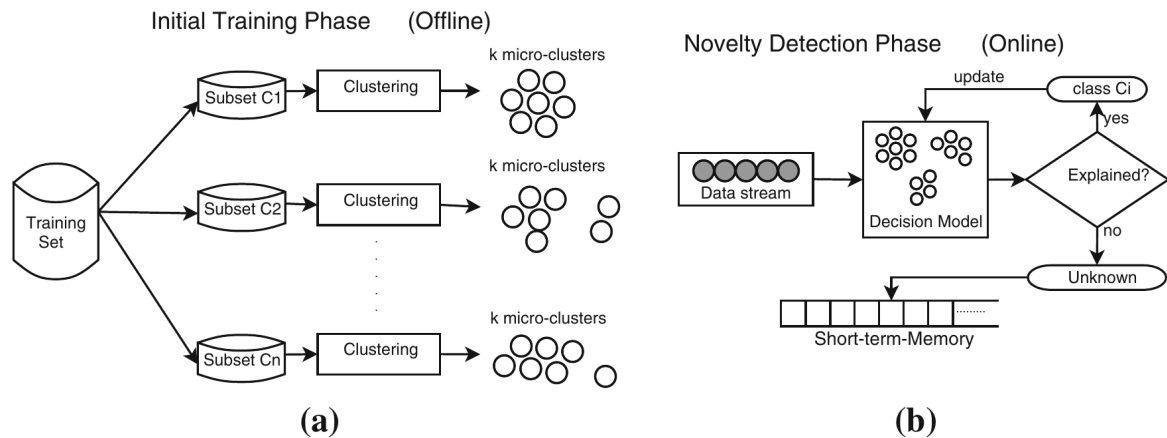 Initial Training Phase (Offline)
k micro-clusters
Subset C1
Clustering
k micro-clusters
Training
Set
Subset C2
Clustering
k micro-clusters
Subset Cn
Clustering
(a)
Novelty Detection Phase (Online)
update
class Ci
yes
Data stream
Decision Model
Explained?
no
Unknown
Short-term-Memory
(b)